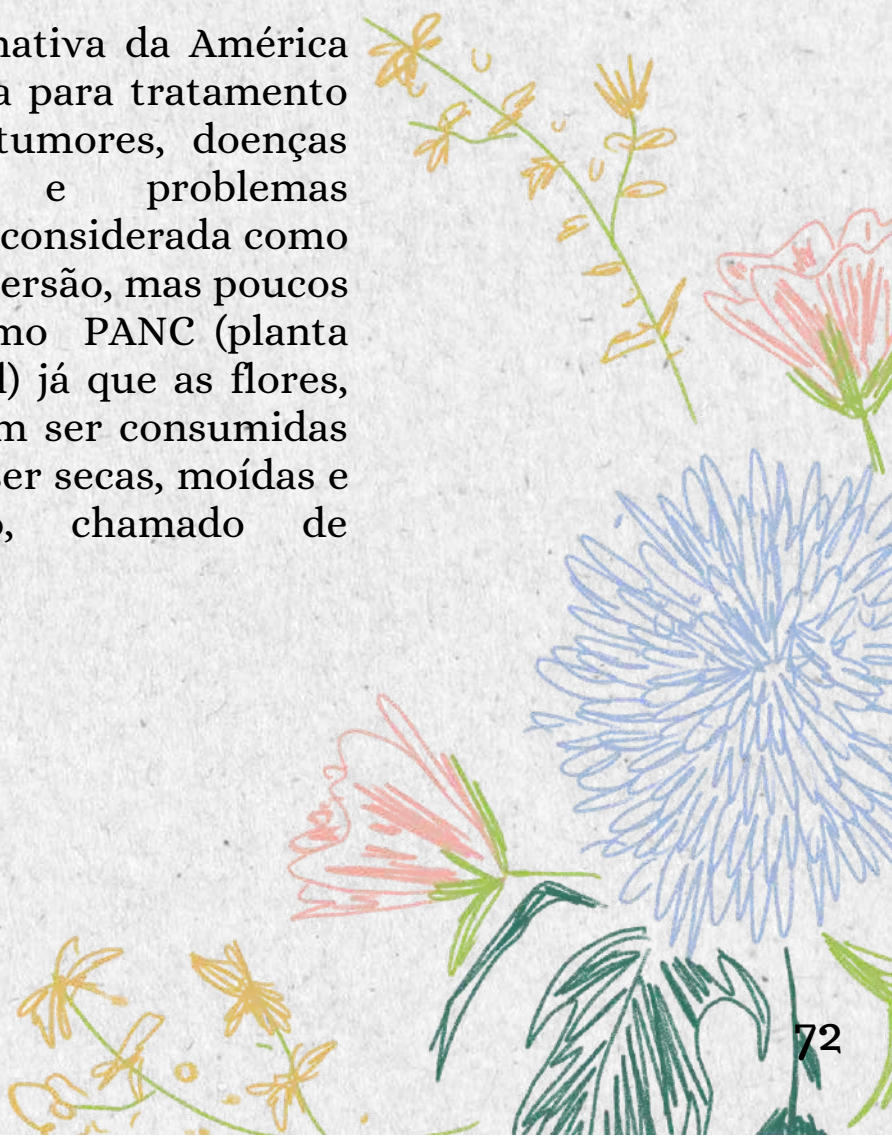 nativa da América
a para tratamento
tumores, doenças
e problemas
considerada como
ersão, mas poucos
mo PANC (planta
l) já que as flores,
m ser consumidas
ser secas, moídas e
o, chamado de
72